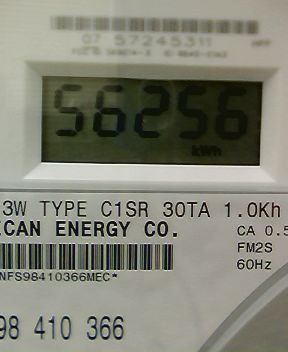 07 57245311
56256
kWh
3W TYPE C1SR 30TA 1.0Kh
ICAN ENERGY CO.
CA 0.5
FM2S
60Hz
NFS98410366MEC*
98 410 366